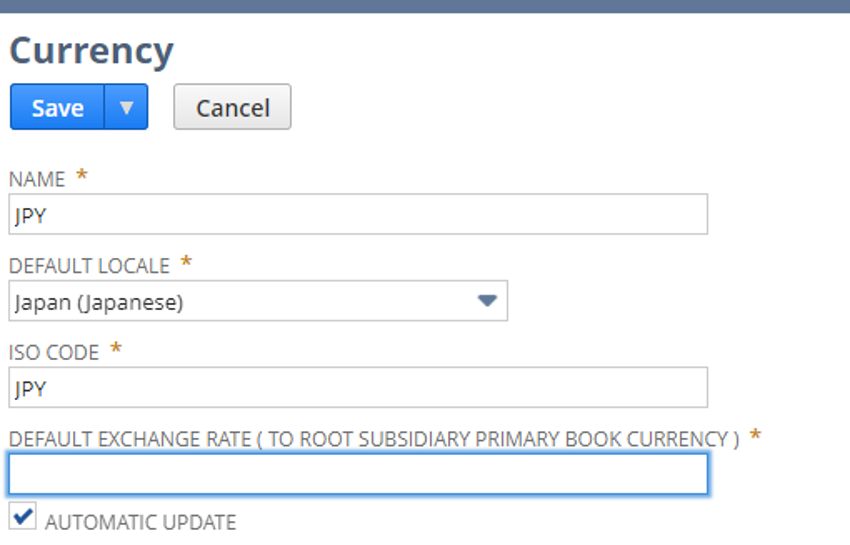 Currency
Save Cancel
NAME *
JPY
DEFAULT LOCALE *
Japan (Japanese)
ISO CODE *
JPY
DEFAULT EXCHANGE RATE ( TO ROOT SUBSIDIARY PRIMARY BOOK CURRENCY ) *
AUTOMATIC UPDATE